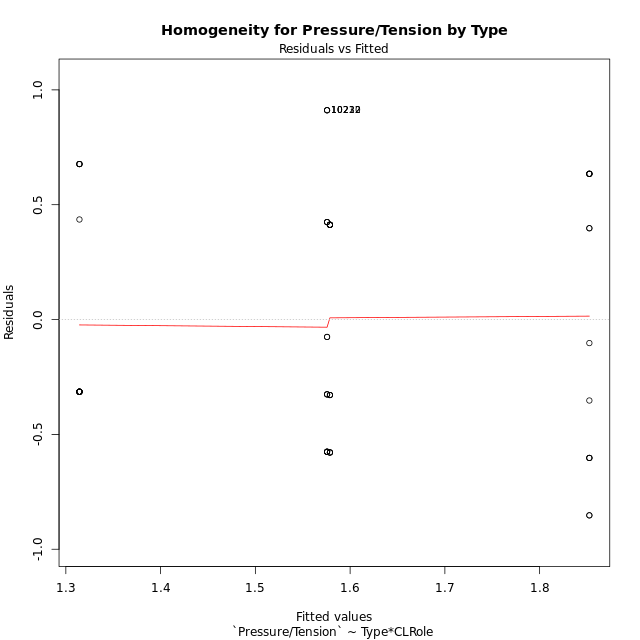 Homogeneity for Pressure/Tension by Type
Residuals vs Fitted
1.0
0.5
0.0
-0.5
-1.0
Residuals
1.3 1.4 1.5 1.6 1.7 1.8
Fitted values
`Pressure/Tension` ~ Type*CLRole